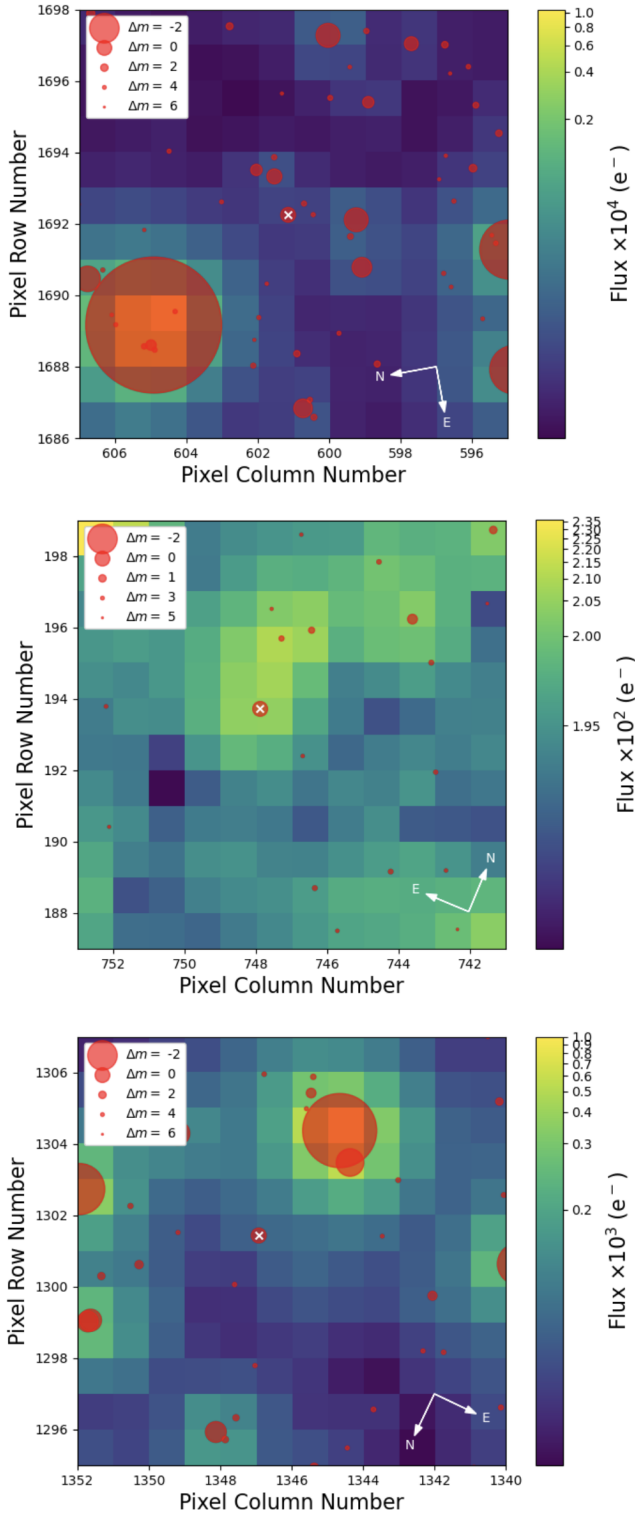 1698
1696
1694
1692
1690
1688
1686
Pixel Row Number
Δm = -2
Δm = 0
Δm = 2
Δm = 4
Δm = 6
N
E
606 604 602 600 598 596
Pixel Column Number
1.0
0.8
0.6
0.4
0.2
Flux ×10⁴ (e⁻)
198
196
194
192
190
188
Pixel Row Number
Δm = -2
Δm = 0
Δm = 1
Δm = 3
Δm = 5
N
E
752 750 748 746 744 742
Pixel Column Number
2.35
2.30
2.25
2.20
2.15
2.10
2.05
2.00
1.95
Flux ×10² (e⁻)
1306
1304
1302
1300
1298
1296
Pixel Row Number
Δm = -2
Δm = 0
Δm = 2
Δm = 4
Δm = 6
E
N
1352 1350 1348 1346 1344 1342 1340
Pixel Column Number
1.0
0.9
0.8
0.7
0.6
0.5
0.4
0.3
0.2
Flux ×10³ (e⁻)